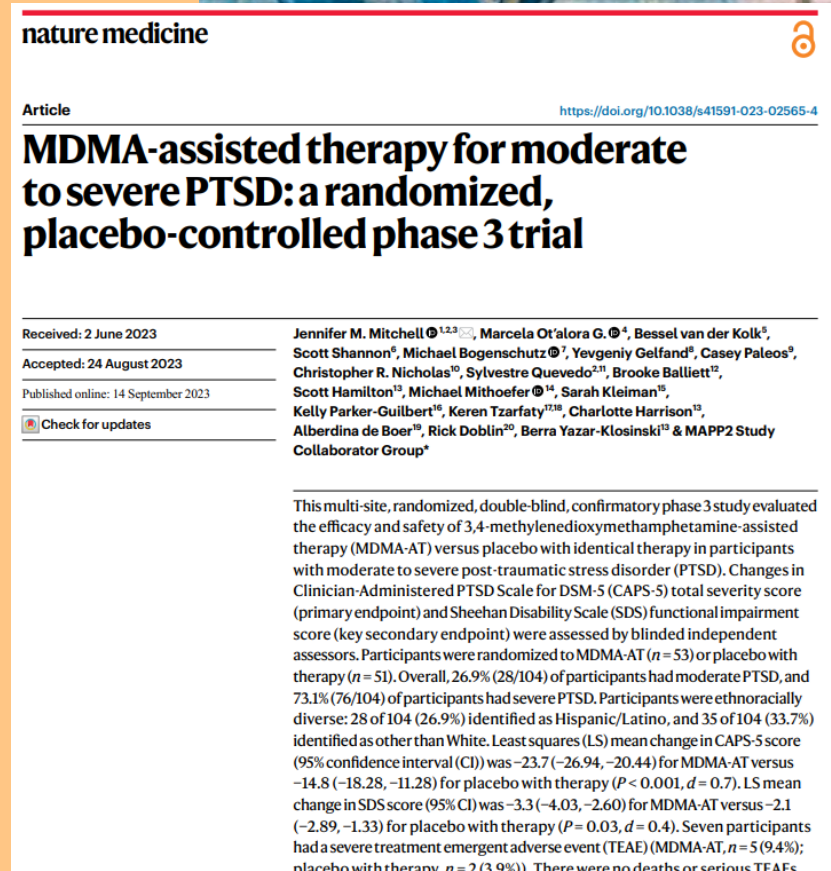 nature medicine
Article
https://doi.org/10.1038/s41591-023-02565-4
MDMA-assisted therapy for moderate
to severe PTSD: a randomized,
placebo-controlled phase 3 trial
Received: 2 June 2023
Accepted: 24 August 2023
Published online: 14 September 2023
Check for updates
Jennifer M. Mitchell 1,2,3, Marcela Ot’alora G. 4, Bessel van der Kolk5,
Scott Shannon6, Michael Bogenschutz 7, Yevgeniy Gelfand8, Casey Paleos9,
Christopher R. Nicholas10, Sylvestre Quevedo2,11, Brooke Balliett12,
Scott Hamilton13, Michael Mithoefer 14, Sarah Kleiman15,
Kelly Parker-Guilbert16, Keren Tzarfaty17,18, Charlotte Harrison13,
Alberdina de Boer19, Rick Doblin20, Berra Yazar-Klosinski13 & MAPP2 Study
Collaborator Group*
This multi-site, randomized, double-blind, confirmatory phase 3 study evaluated
the efficacy and safety of 3,4-methylenedioxymethamphetamine-assisted
therapy (MDMA-AT) versus placebo with identical therapy in participants
with moderate to severe post-traumatic stress disorder (PTSD). Changes in
Clinician-Administered PTSD Scale for DSM-5 (CAPS-5) total severity score
(primary endpoint) and Sheehan Disability Scale (SDS) functional impairment
score (key secondary endpoint) were assessed by blinded independent
assessors. Participants were randomized to MDMA-AT (n = 53) or placebo with
therapy (n = 51). Overall, 26.9% (28/104) of participants had moderate PTSD, and
73.1% (76/104) of participants had severe PTSD. Participants were ethnoracially
diverse: 28 of 104 (26.9%) identified as Hispanic/Latino, and 35 of 104 (33.7%)
identified as other than White. Least squares (LS) mean change in CAPS-5 score
(95% confidence interval (CI)) was −23.7 (−26.94, −20.44) for MDMA-AT versus
−14.8 (−18.28, −11.28) for placebo with therapy (P < 0.001, d = 0.7). LS mean
change in SDS score (95% CI) was −3.3 (−4.03, −2.60) for MDMA-AT versus −2.1
(−2.89, −1.33) for placebo with therapy (P = 0.03, d = 0.4). Seven participants
had a severe treatment emergent adverse event (TEAE) (MDMA-AT, n = 5 (9.4%);
placebo with therapy, n = 2 (3.9%)). There were no deaths or serious TEAEs